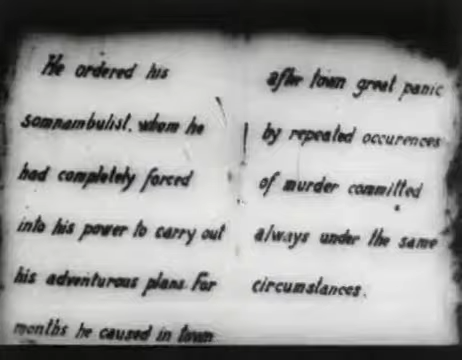 He ordered his
somnambulist, whom he
had completely forced
into his power to carry out
his adventurous plans. For
months he caused in town
after town great panic
by repeated occurences
of murder committed
always under the same
circumstances.